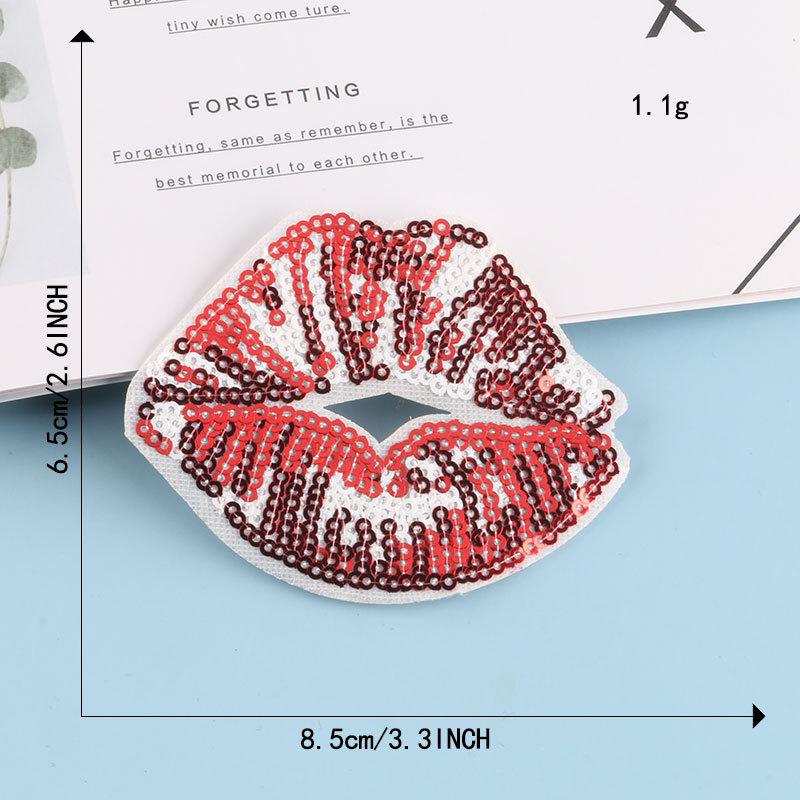 tiny wish come ture.
FORGETTING
Forgetting, same as remember, is the
best memorial to each other.
1.1g
6.5cm/2.6INCH
8.5cm/3.3INCH